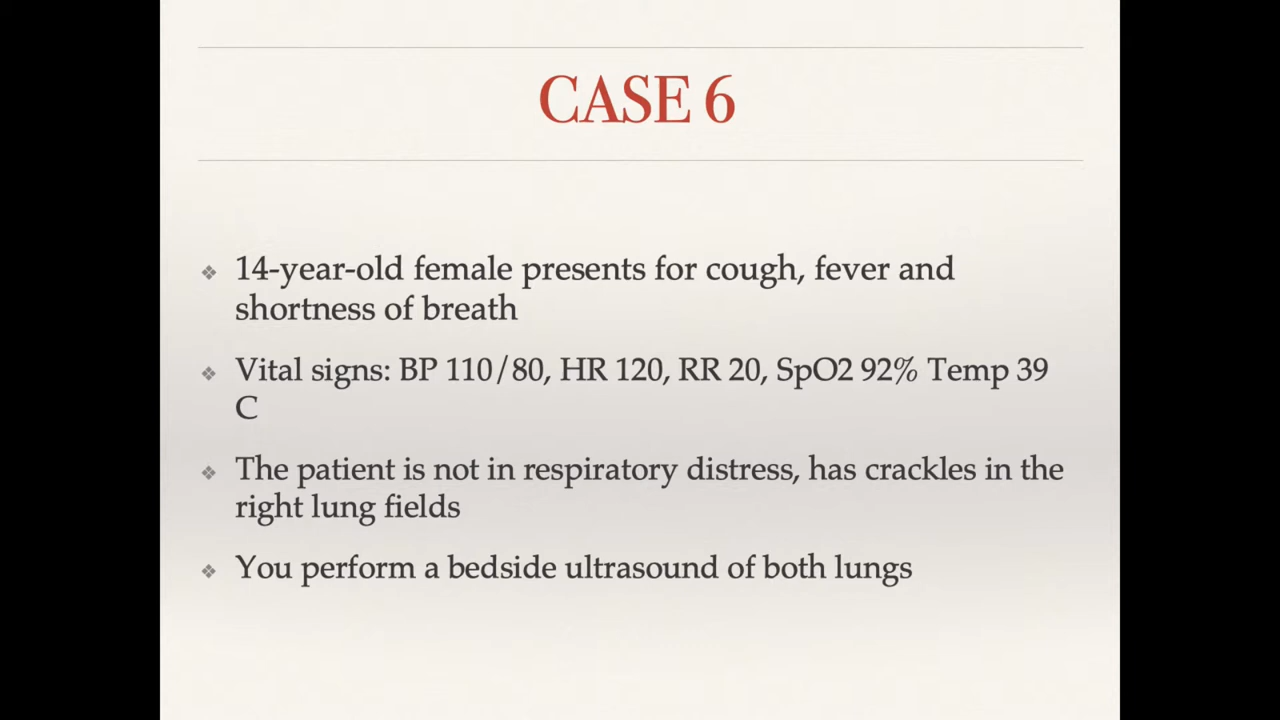 CASE 6
❖ 14-year-old female presents for cough, fever and
shortness of breath
❖ Vital signs: BP 110/80, HR 120, RR 20, SpO2 92% Temp 39
C
❖ The patient is not in respiratory distress, has crackles in the
right lung fields
❖ You perform a bedside ultrasound of both lungs